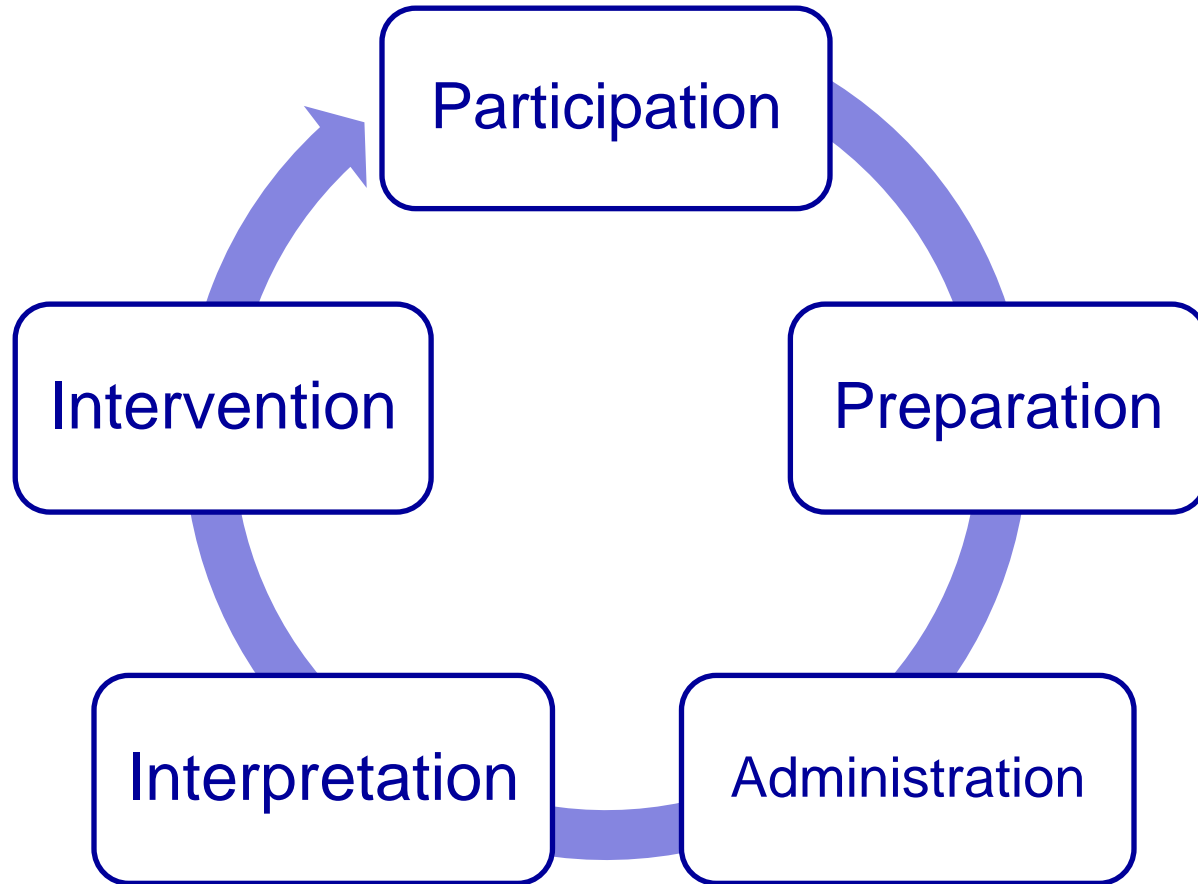 Participation
Preparation
Administration
Interpretation
Intervention